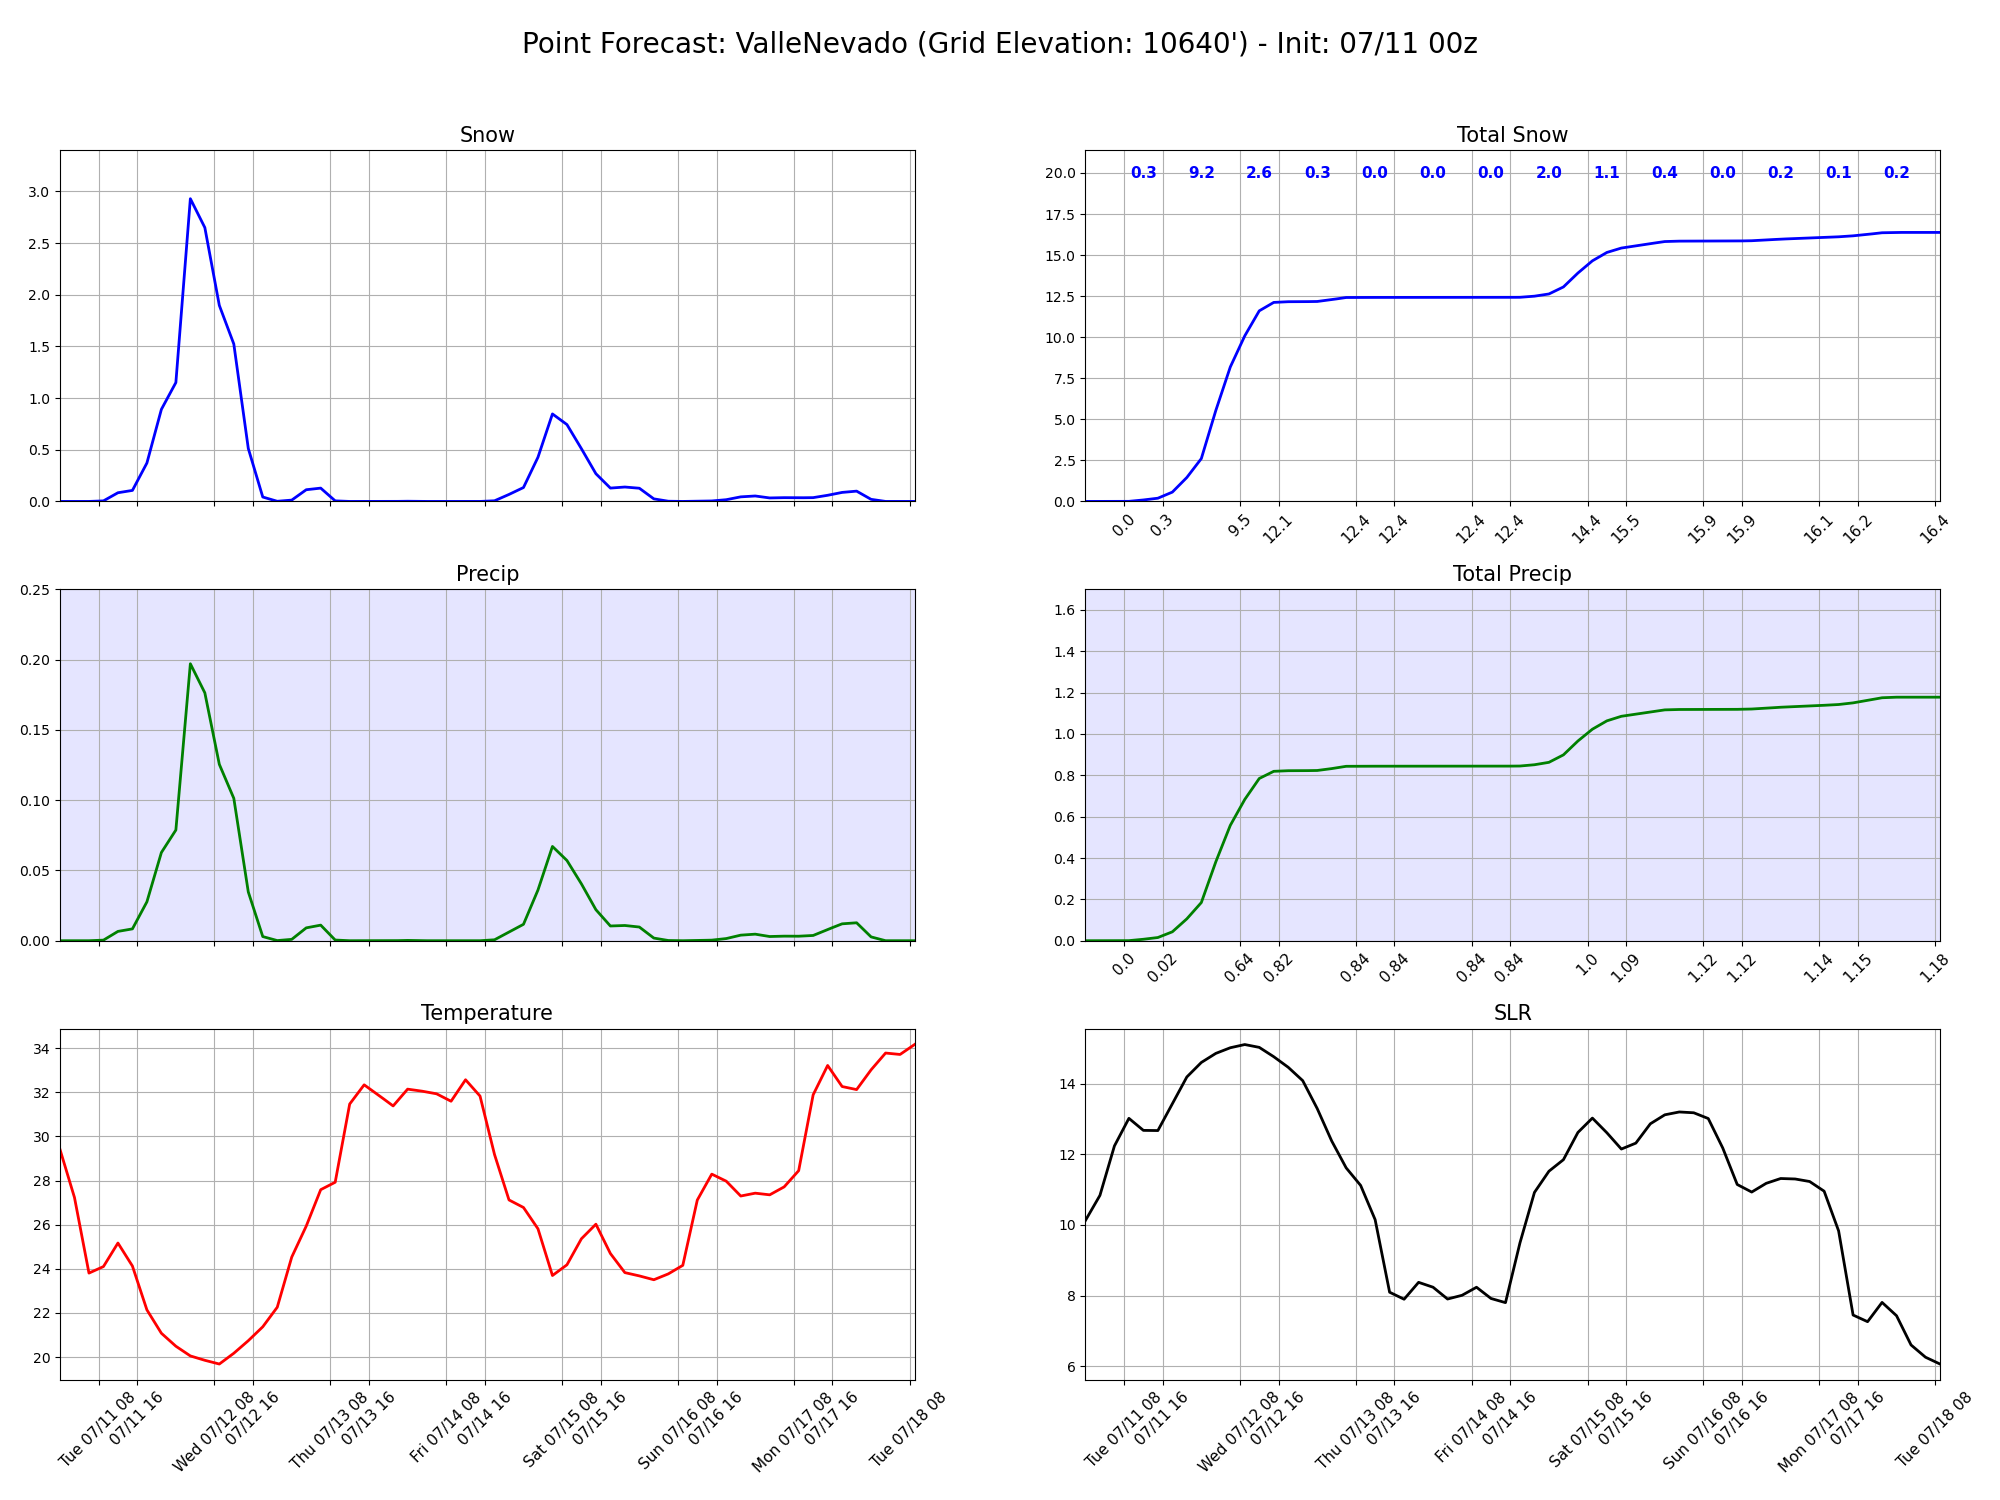 Point Forecast: ValleNevado (Grid Elevation: 10640') - Init: 07/11 00z
Snow
3.0
2.5
2.0
1.5
1.0
0.5
0.0
Total Snow
20.0
17.5
15.0
12.5
10.0
7.5
5.0
2.5
0.0
0.3 9.2 2.6 0.3 0.0 0.0 0.0 2.0 1.1 0.4 0.0 0.2 0.1 0.2
0.0 0.3 9.5 12.1 12.4 12.4 12.4 12.4 14.4 15.5 15.9 15.9 16.1 16.2 16.4
Precip
0.25
0.20
0.15
0.10
0.05
0.00
Total Precip
1.6
1.4
1.2
1.0
0.8
0.6
0.4
0.2
0.0
0.0 0.02 0.64 0.82 0.84 0.84 0.84 0.84 1.0 1.09 1.12 1.12 1.14 1.15 1.18
Temperature
34
32
30
28
26
24
22
20
Tue 07/11 08
07/11 16
Wed 07/12 08
07/12 16
Thu 07/13 08
07/13 16
Fri 07/14 08
07/14 16
Sat 07/15 08
07/15 16
Sun 07/16 08
07/16 16
Mon 07/17 08
07/17 16
Tue 07/18 08
SLR
14
12
10
8
6
Tue 07/11 08
07/11 16
Wed 07/12 08
07/12 16
Thu 07/13 08
07/13 16
Fri 07/14 08
07/14 16
Sat 07/15 08
07/15 16
Sun 07/16 08
07/16 16
Mon 07/17 08
07/17 16
Tue 07/18 08